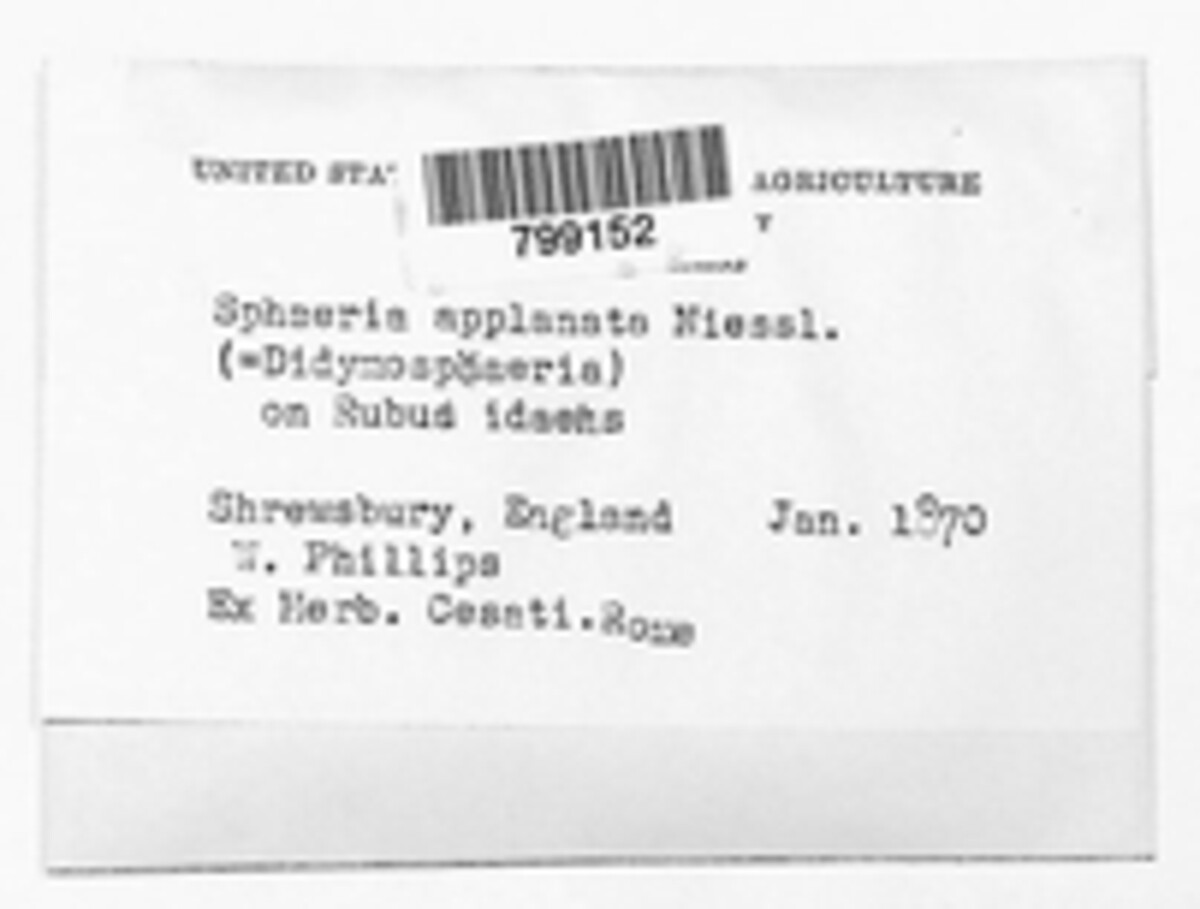 UNITED STA AGRICULTURE
799152
Sphaeria applanata Niessl.
(=Didymosphaeria)
on Rubus idaeus
Shrewsbury, England Jan. 1870
W. Phillips
Ex Herb. Cesati.Rome